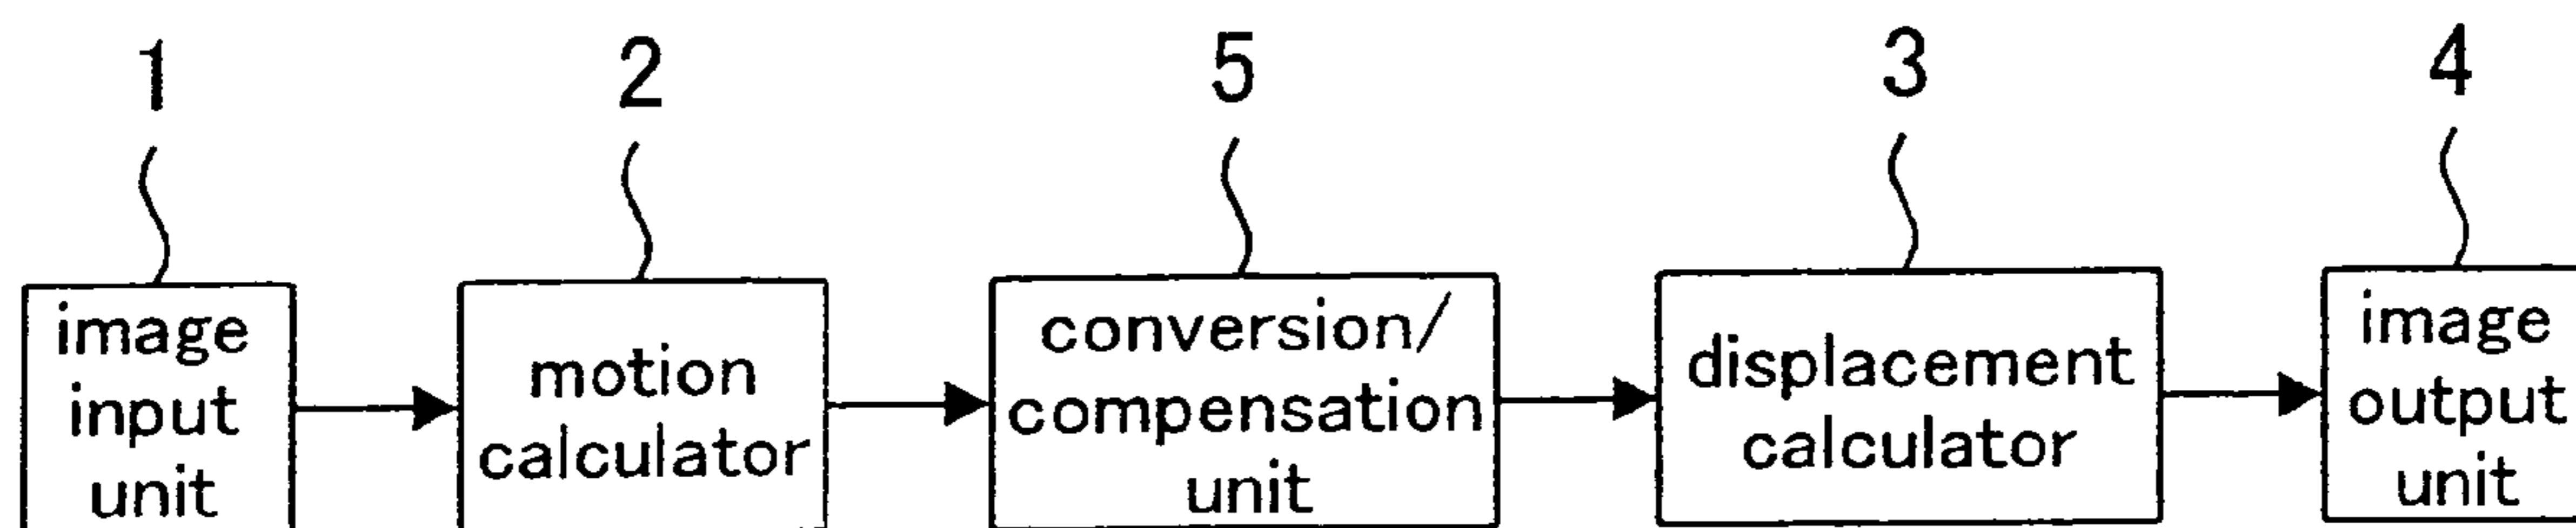 1
2
5
3
4
image
input
unit
motion
calculator
conversion/
compensation
unit
displacement
calculator
image
output
unit